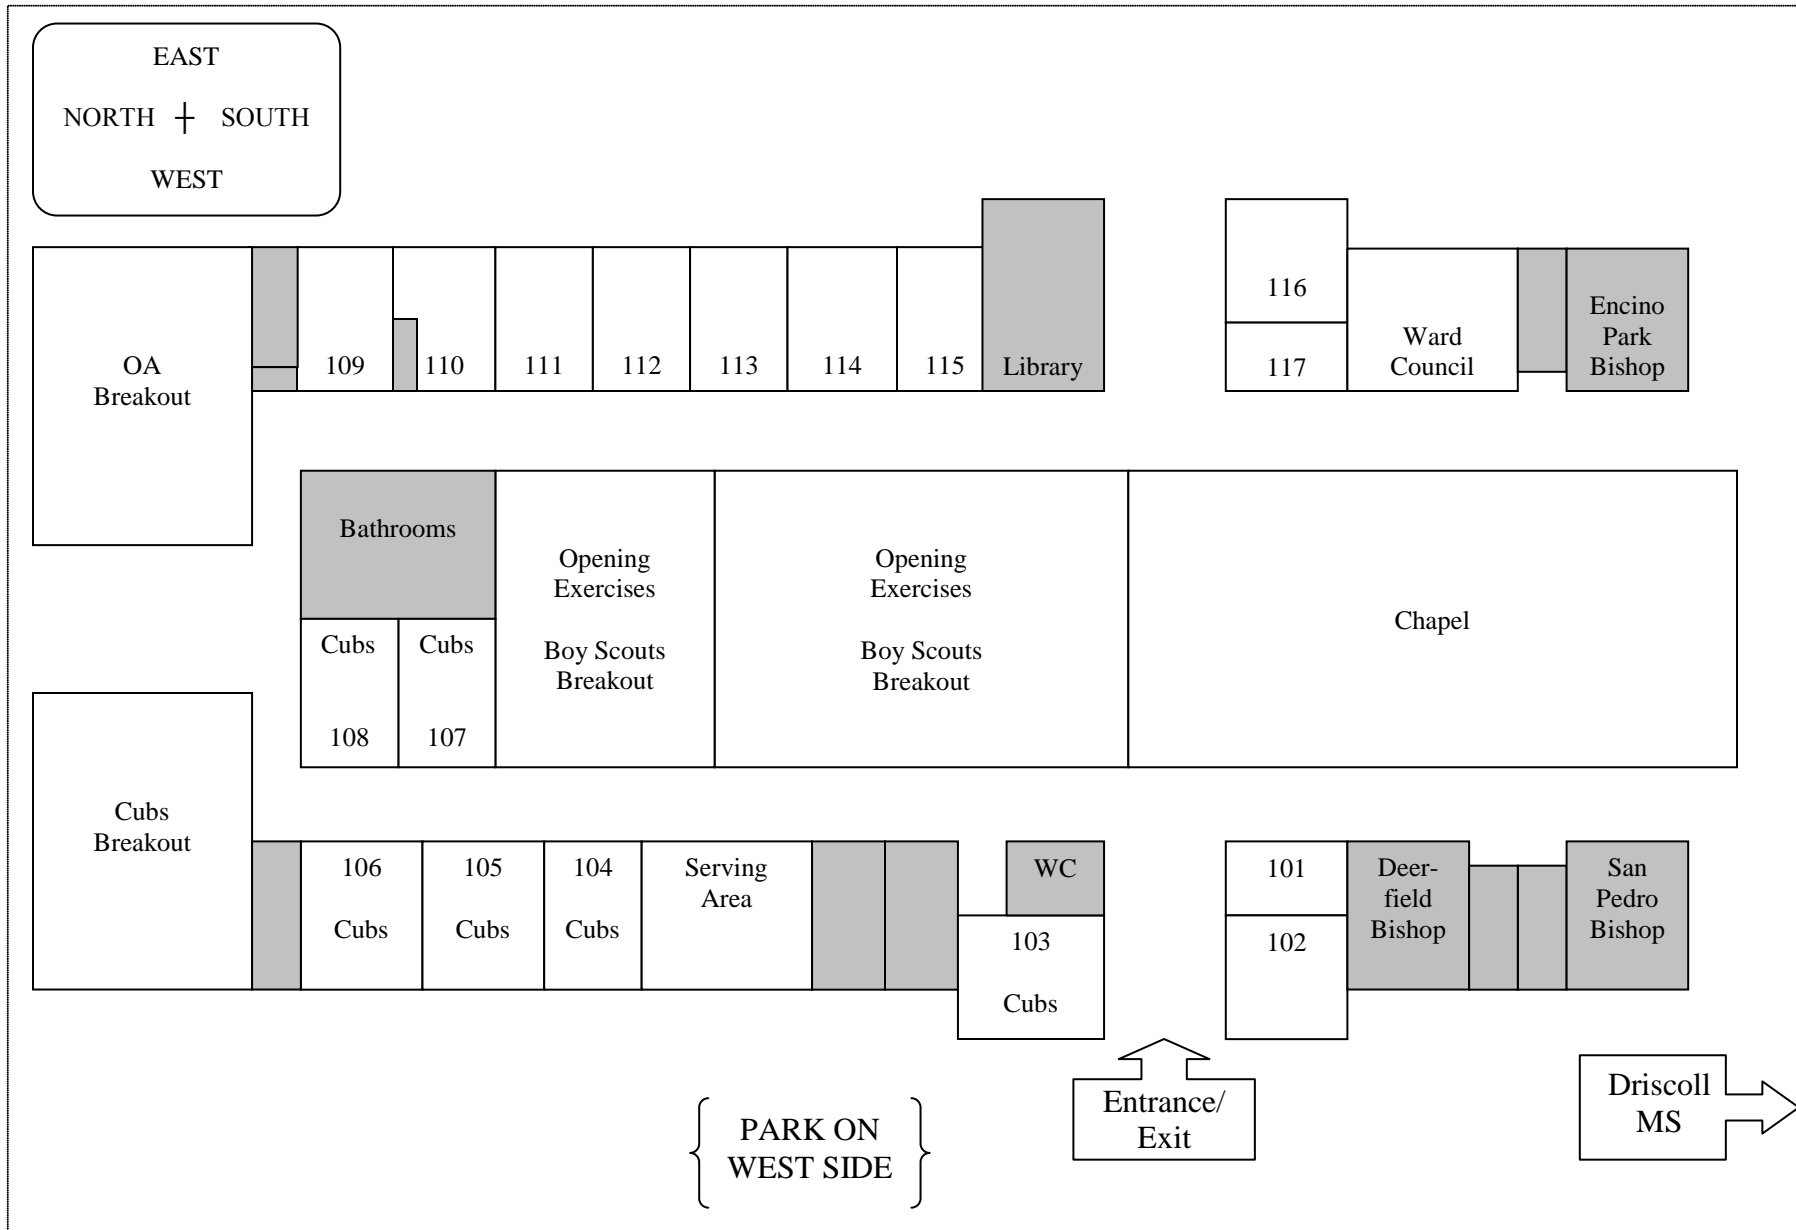 EAST
NORTH SOUTH
WEST
OA
Breakout
109
110
111
112
113
114
115
Library
116
117
Ward
Council
Encino
Park
Bishop
Bathrooms
Cubs
108
Cubs
107
Opening
Exercises
Boy Scouts
Breakout
Opening
Exercises
Boy Scouts
Breakout
Chapel
Cubs
Breakout
106
Cubs
105
Cubs
104
Cubs
Serving
Area
WC
103
Cubs
101
102
Deer-
field
Bishop
San
Pedro
Bishop
Entrance/
Exit
PARK ON
WEST SIDE
Driscoll
MS